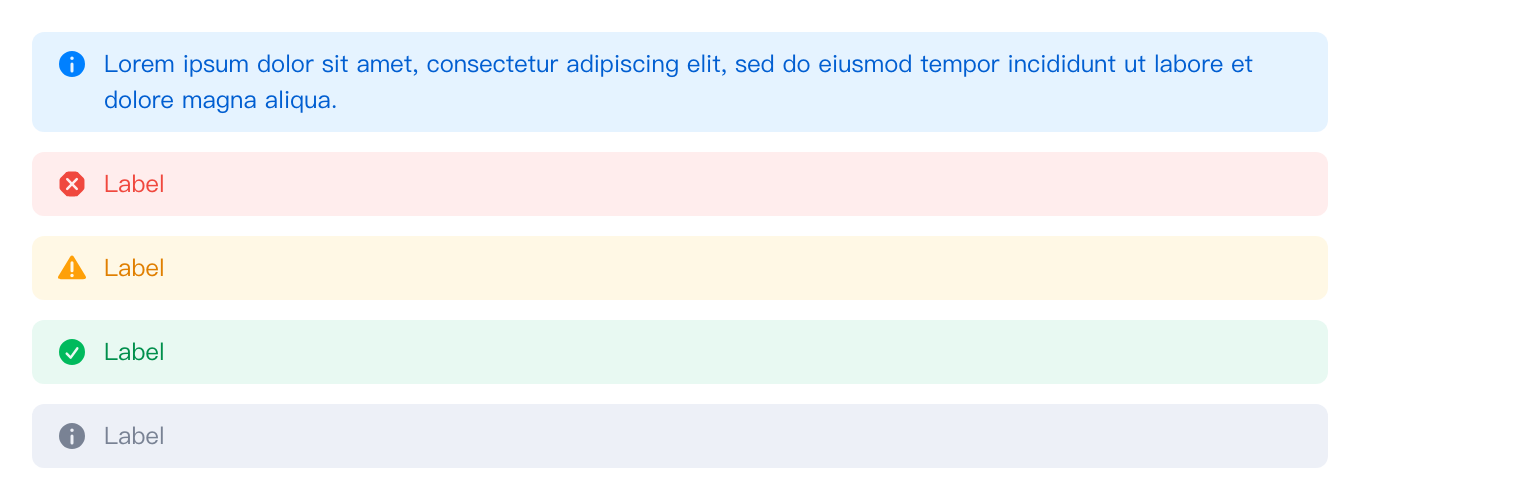 Lorem ipsum dolor sit amet, consectetur adipiscing elit, sed do eiusmod tempor incididunt ut labore et
dolore magna aliqua.
Label
Label
Label
Label